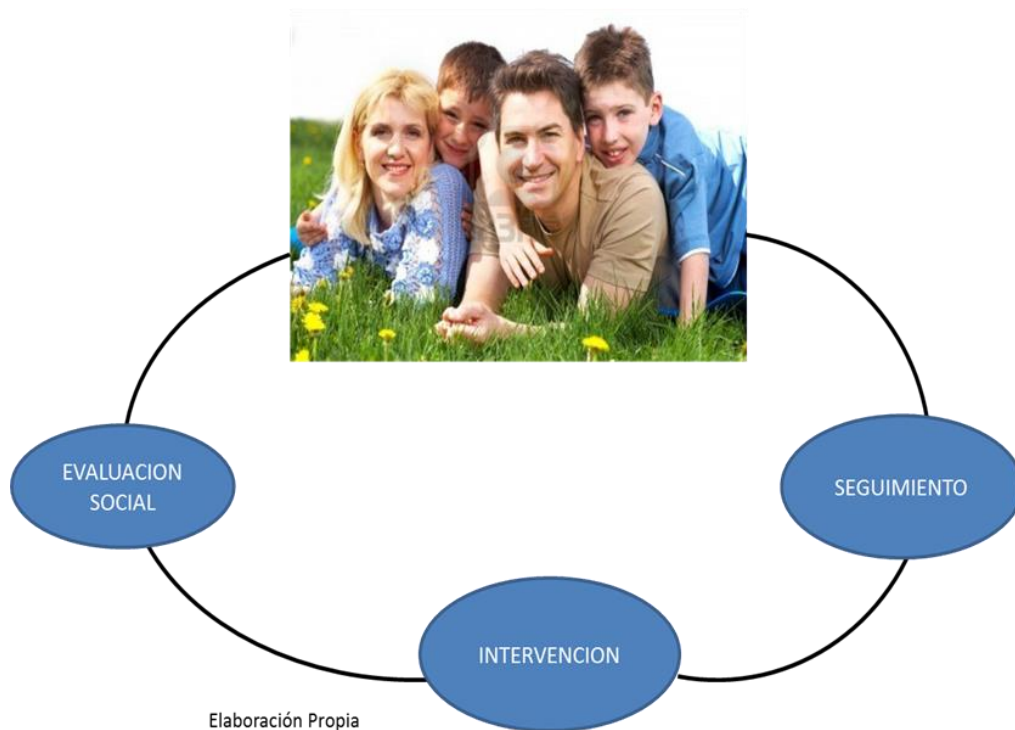 EVALUACION
SOCIAL
SEGUIMIENTO
INTERVENCION
Elaboración Propia